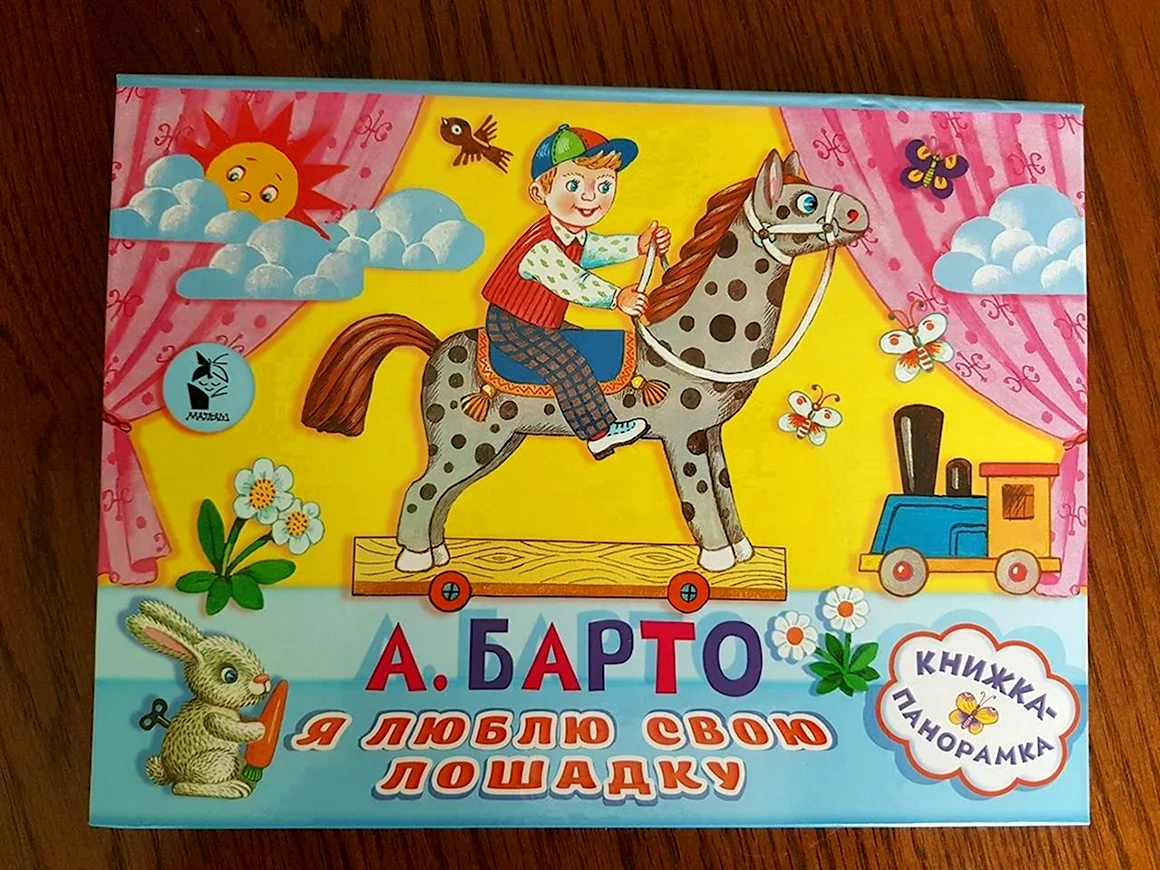 А. БАРТО
Я ЛЮБЛЮ СВОЮ
ЛОШАДКУ
КНИЖКА-
ПАНОРАМКА